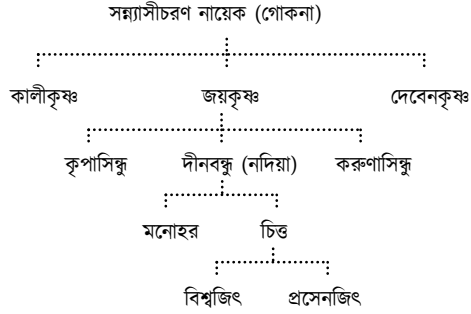 সন্ন্যাসীচরণ নায়েক (গোকনা)
কালীকৃষ্ণ জয়কৃষ্ণ দেবেনকৃষ্ণ
কৃপাসিন্ধু দীনবন্ধু (নদিয়া) করুণাসিন্ধু
মনোহর চিত্ত
বিশ্বজিৎ প্রসেনজিৎ